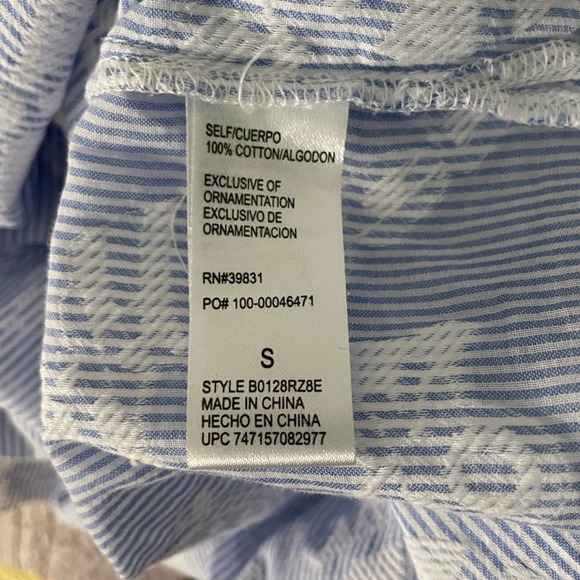 SELF/CUERPO
100% COTTON/ALGODON
EXCLUSIVE OF
ORNAMENTATION
EXCLUSIVO DE
ORNAMENTACION
RN#39831
PO# 100-00046471
S
STYLE B0128RZ8E
MADE IN CHINA
HECHO EN CHINA
UPC 747157082977